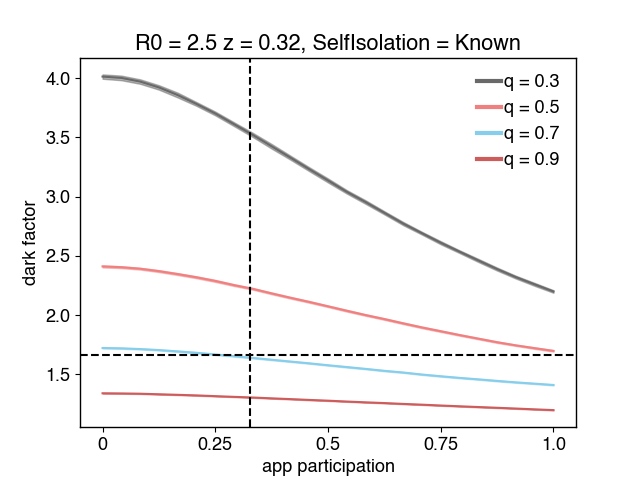 R0 = 2.5 z = 0.32, SelfIsolation = Known
4.0
3.5
3.0
2.5
2.0
1.5
dark factor
q = 0.3
q = 0.5
q = 0.7
q = 0.9
0 0.25 0.5 0.75 1.0
app participation